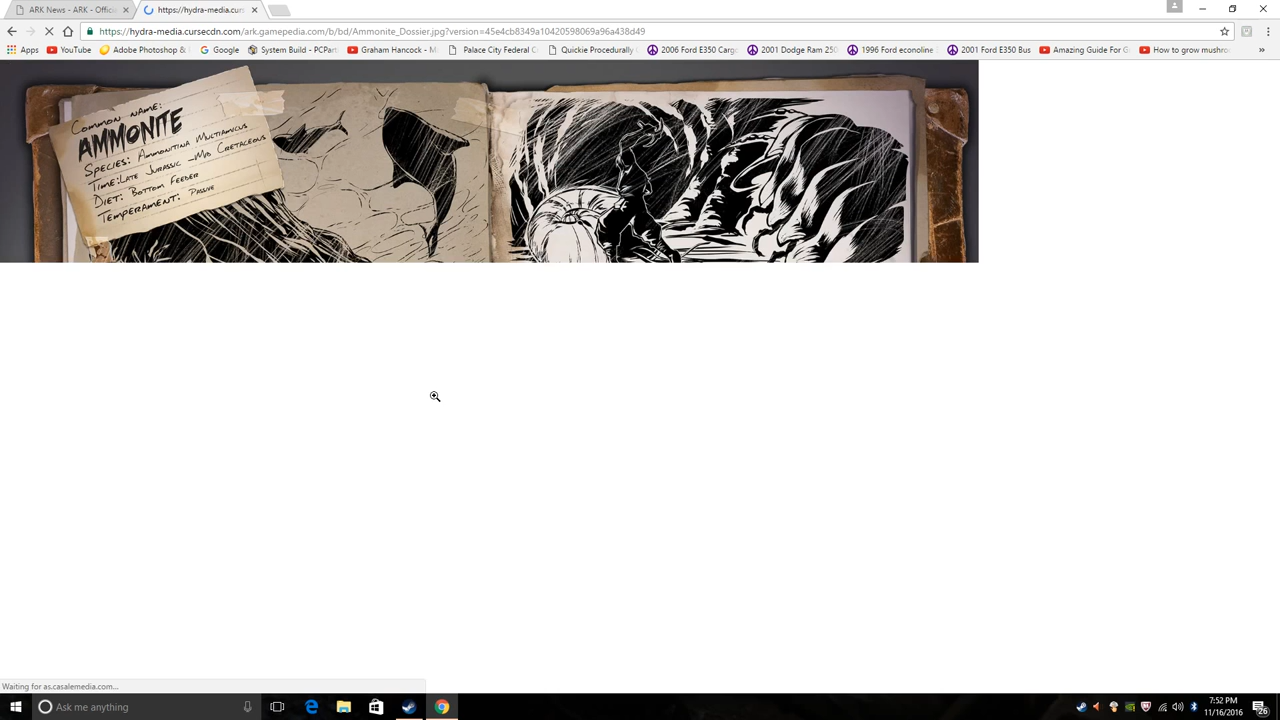 ARK News - ARK - Offici
https://hydra-media.curs
https://hydra-media.cursecdn.com/ark.gamepedia.com/b/bd/Ammonite_Dossier.jpg?version=45e4cb8349a10420598069a96a438d49
Apps
YouTube
Adobe Photoshop &
Google
System Build - PCPart
Graham Hancock - M
Palace City Federal C
Quickie Procedurally
2006 Ford E350 Carg
2001 Dodge Ram 250
1996 Ford econoline
2001 Ford E350 Bus
Amazing Guide For G
How to grow mushro
Common name:
AMMONITE
Species: Ammonitina Multiamicus
Time: Late Jurassic - Mid Cretaceous
Diet: Bottom Feeder
Temperament: Passive
Waiting for as.casalemedia.com...
Ask me anything
7:52 PM
11/16/2016
26